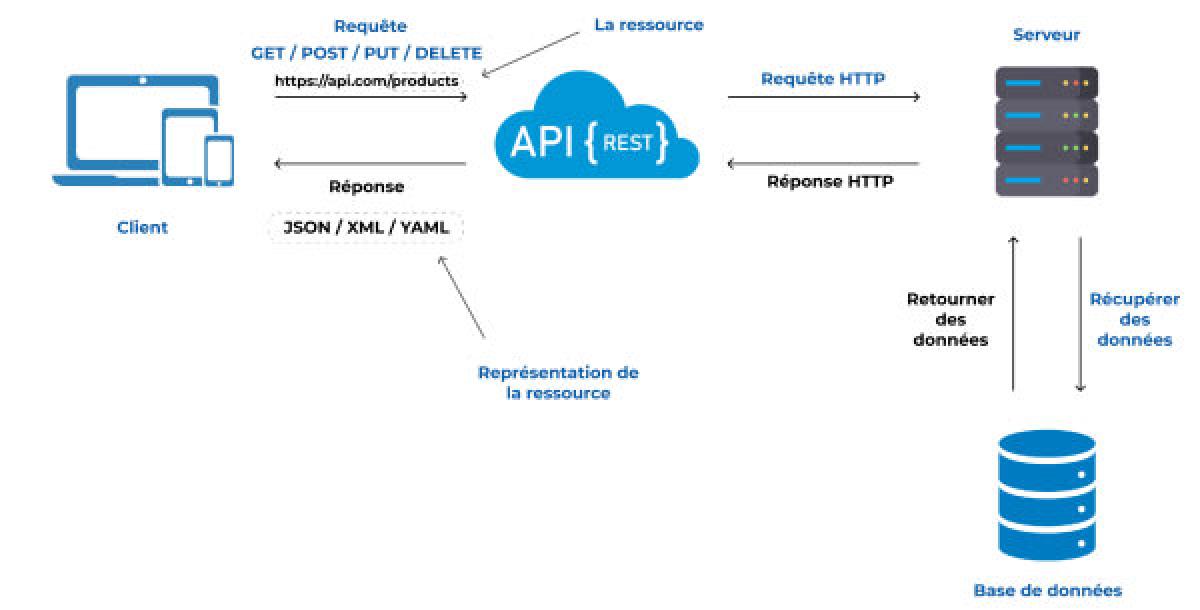 Requête
GET / POST / PUT / DELETE
https://api.com/products
La ressource
Serveur
Requête HTTP
API { REST }
Réponse
Réponse HTTP
Client
JSON / XML / YAML
Retourner
des
données
Récupérer
des
données
Représentation de
la ressource
Base de données